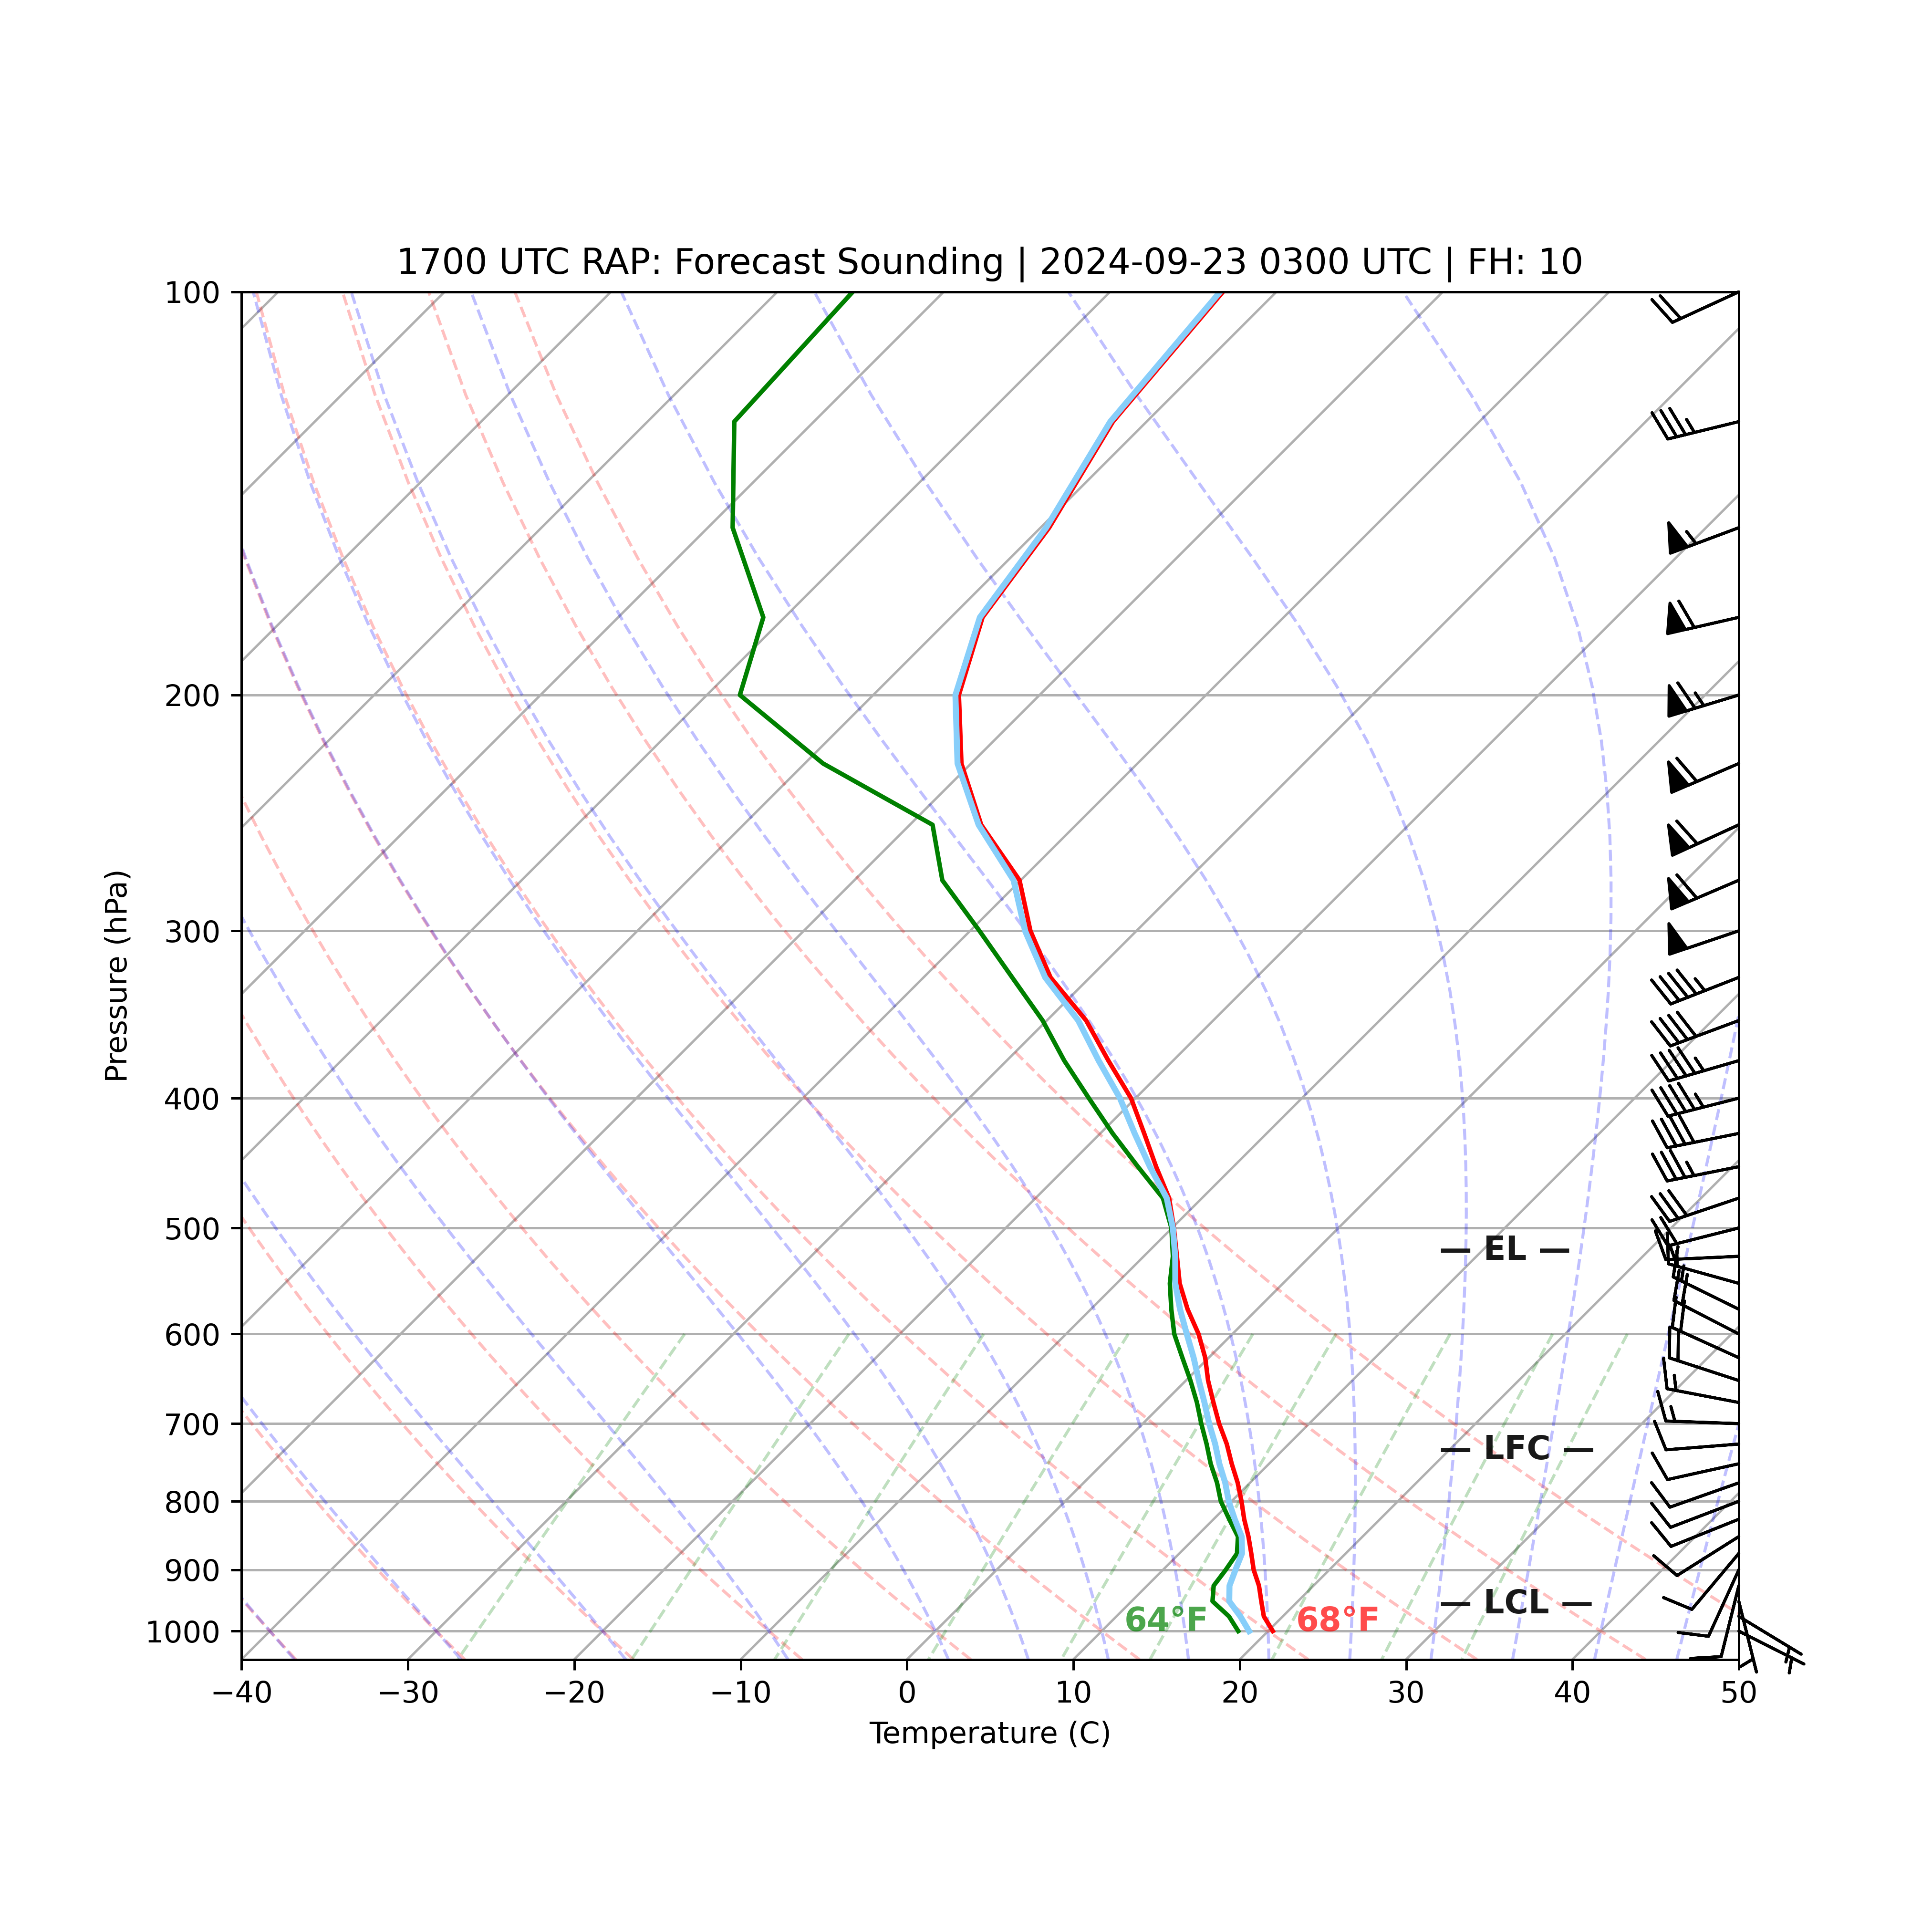 1700 UTC RAP: Forecast Sounding | 2024-09-23 0300 UTC | FH: 10
100
200
300
400
500
600
700
800
900
1000
Pressure (hPa)
— EL —
— LFC —
— LCL —
64°F
68°F
−40 −30 −20 −10 0 10 20 30 40 50
Temperature (C)